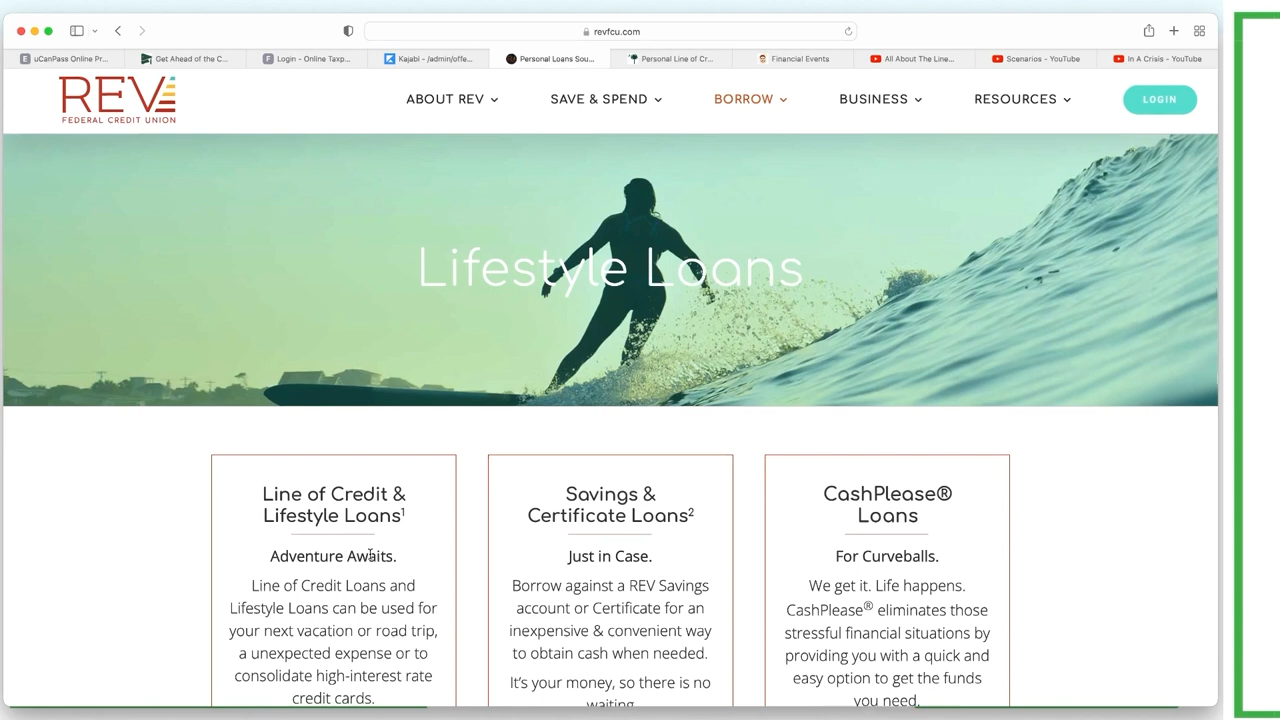 revfcu.com
uCanPass Online Pr...
Get Ahead of the C...
Login - Online Taxp...
Kajabi - /admin/offe...
Personal Loans Sou...
Personal Line of Cr...
Financial Events
All About The Line...
Scenarios - YouTube
In A Crisis - YouTube
REV
FEDERAL CREDIT UNION
ABOUT REV
SAVE & SPEND
BORROW
BUSINESS
RESOURCES
LOGIN
Lifestyle Loans
Line of Credit &
Lifestyle Loans¹
Adventure Awaits.
Line of Credit Loans and
Lifestyle Loans can be used for
your next vacation or road trip,
a unexpected expense or to
consolidate high-interest rate
credit cards.
Savings &
Certificate Loans²
Just in Case.
Borrow against a REV Savings
account or Certificate for an
inexpensive & convenient way
to obtain cash when needed.
It's your money, so there is no
waiting
CashPlease®
Loans
For Curveballs.
We get it. Life happens.
CashPlease® eliminates those
stressful financial situations by
providing you with a quick and
easy option to get the funds
you need.